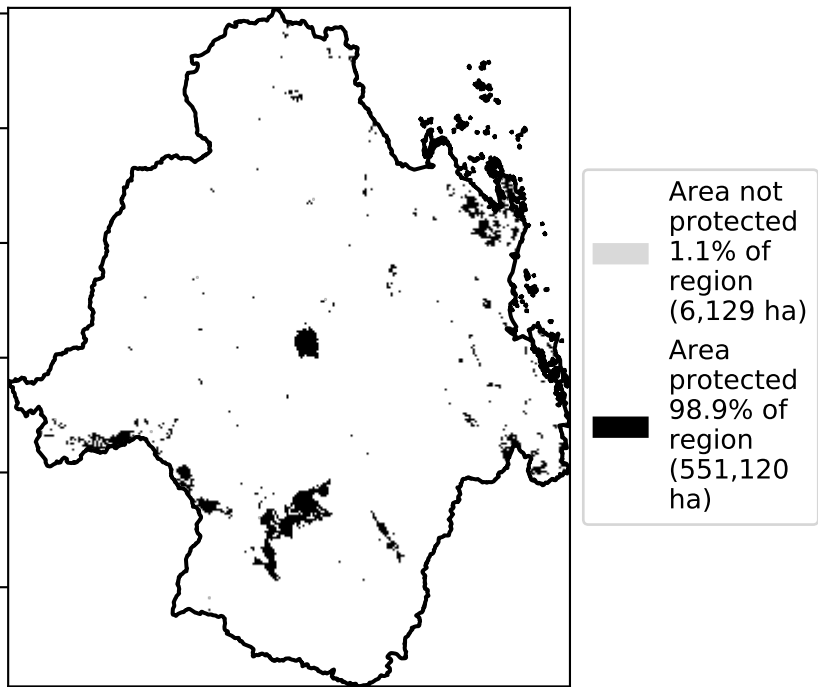 Area not
protected
1.1% of
region
(6,129 ha)
Area
protected
98.9% of
region
(551,120
ha)